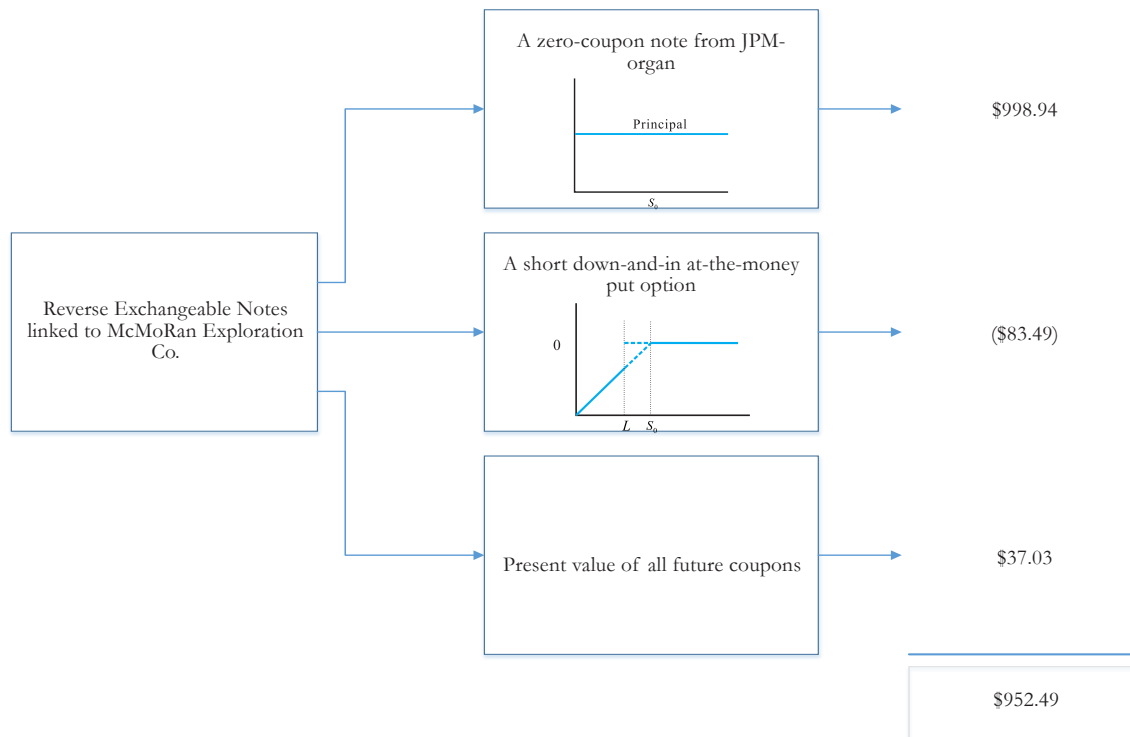 A zero-coupon note from JPM-
organ
Principal
S₀
$998.94
Reverse Exchangeable Notes
linked to McMoRan Exploration
Co.
A short down-and-in at-the-money
put option
0
L S₀
($83.49)
Present value of all future coupons
$37.03
$952.49